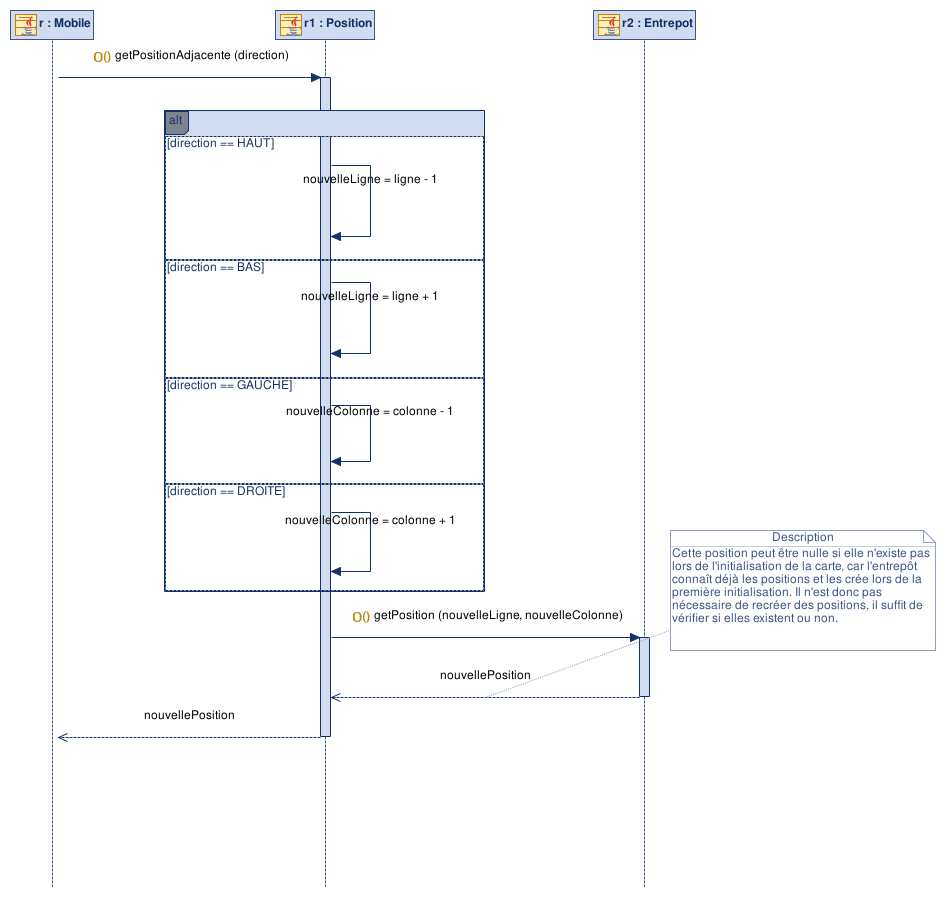 r : Mobile
r1 : Position
r2 : Entrepot
O() getPositionAdjacente (direction)
alt
[direction == HAUT]
nouvelleLigne = ligne - 1
[direction == BAS]
nouvelleLigne = ligne + 1
[direction == GAUCHE]
nouvelleColonne = colonne - 1
[direction == DROITE]
nouvelleColonne = colonne + 1
Description
Cette position peut être nulle si elle n'existe pas
lors de l'initialisation de la carte, car l'entrepôt
connaît déjà les positions et les crée lors de la
première initialisation. Il n'est donc pas
nécessaire de recréer des positions, il suffit de
vérifier si elles existent ou non.
O() getPosition (nouvelleLigne, nouvelleColonne)
nouvellePosition
nouvellePosition